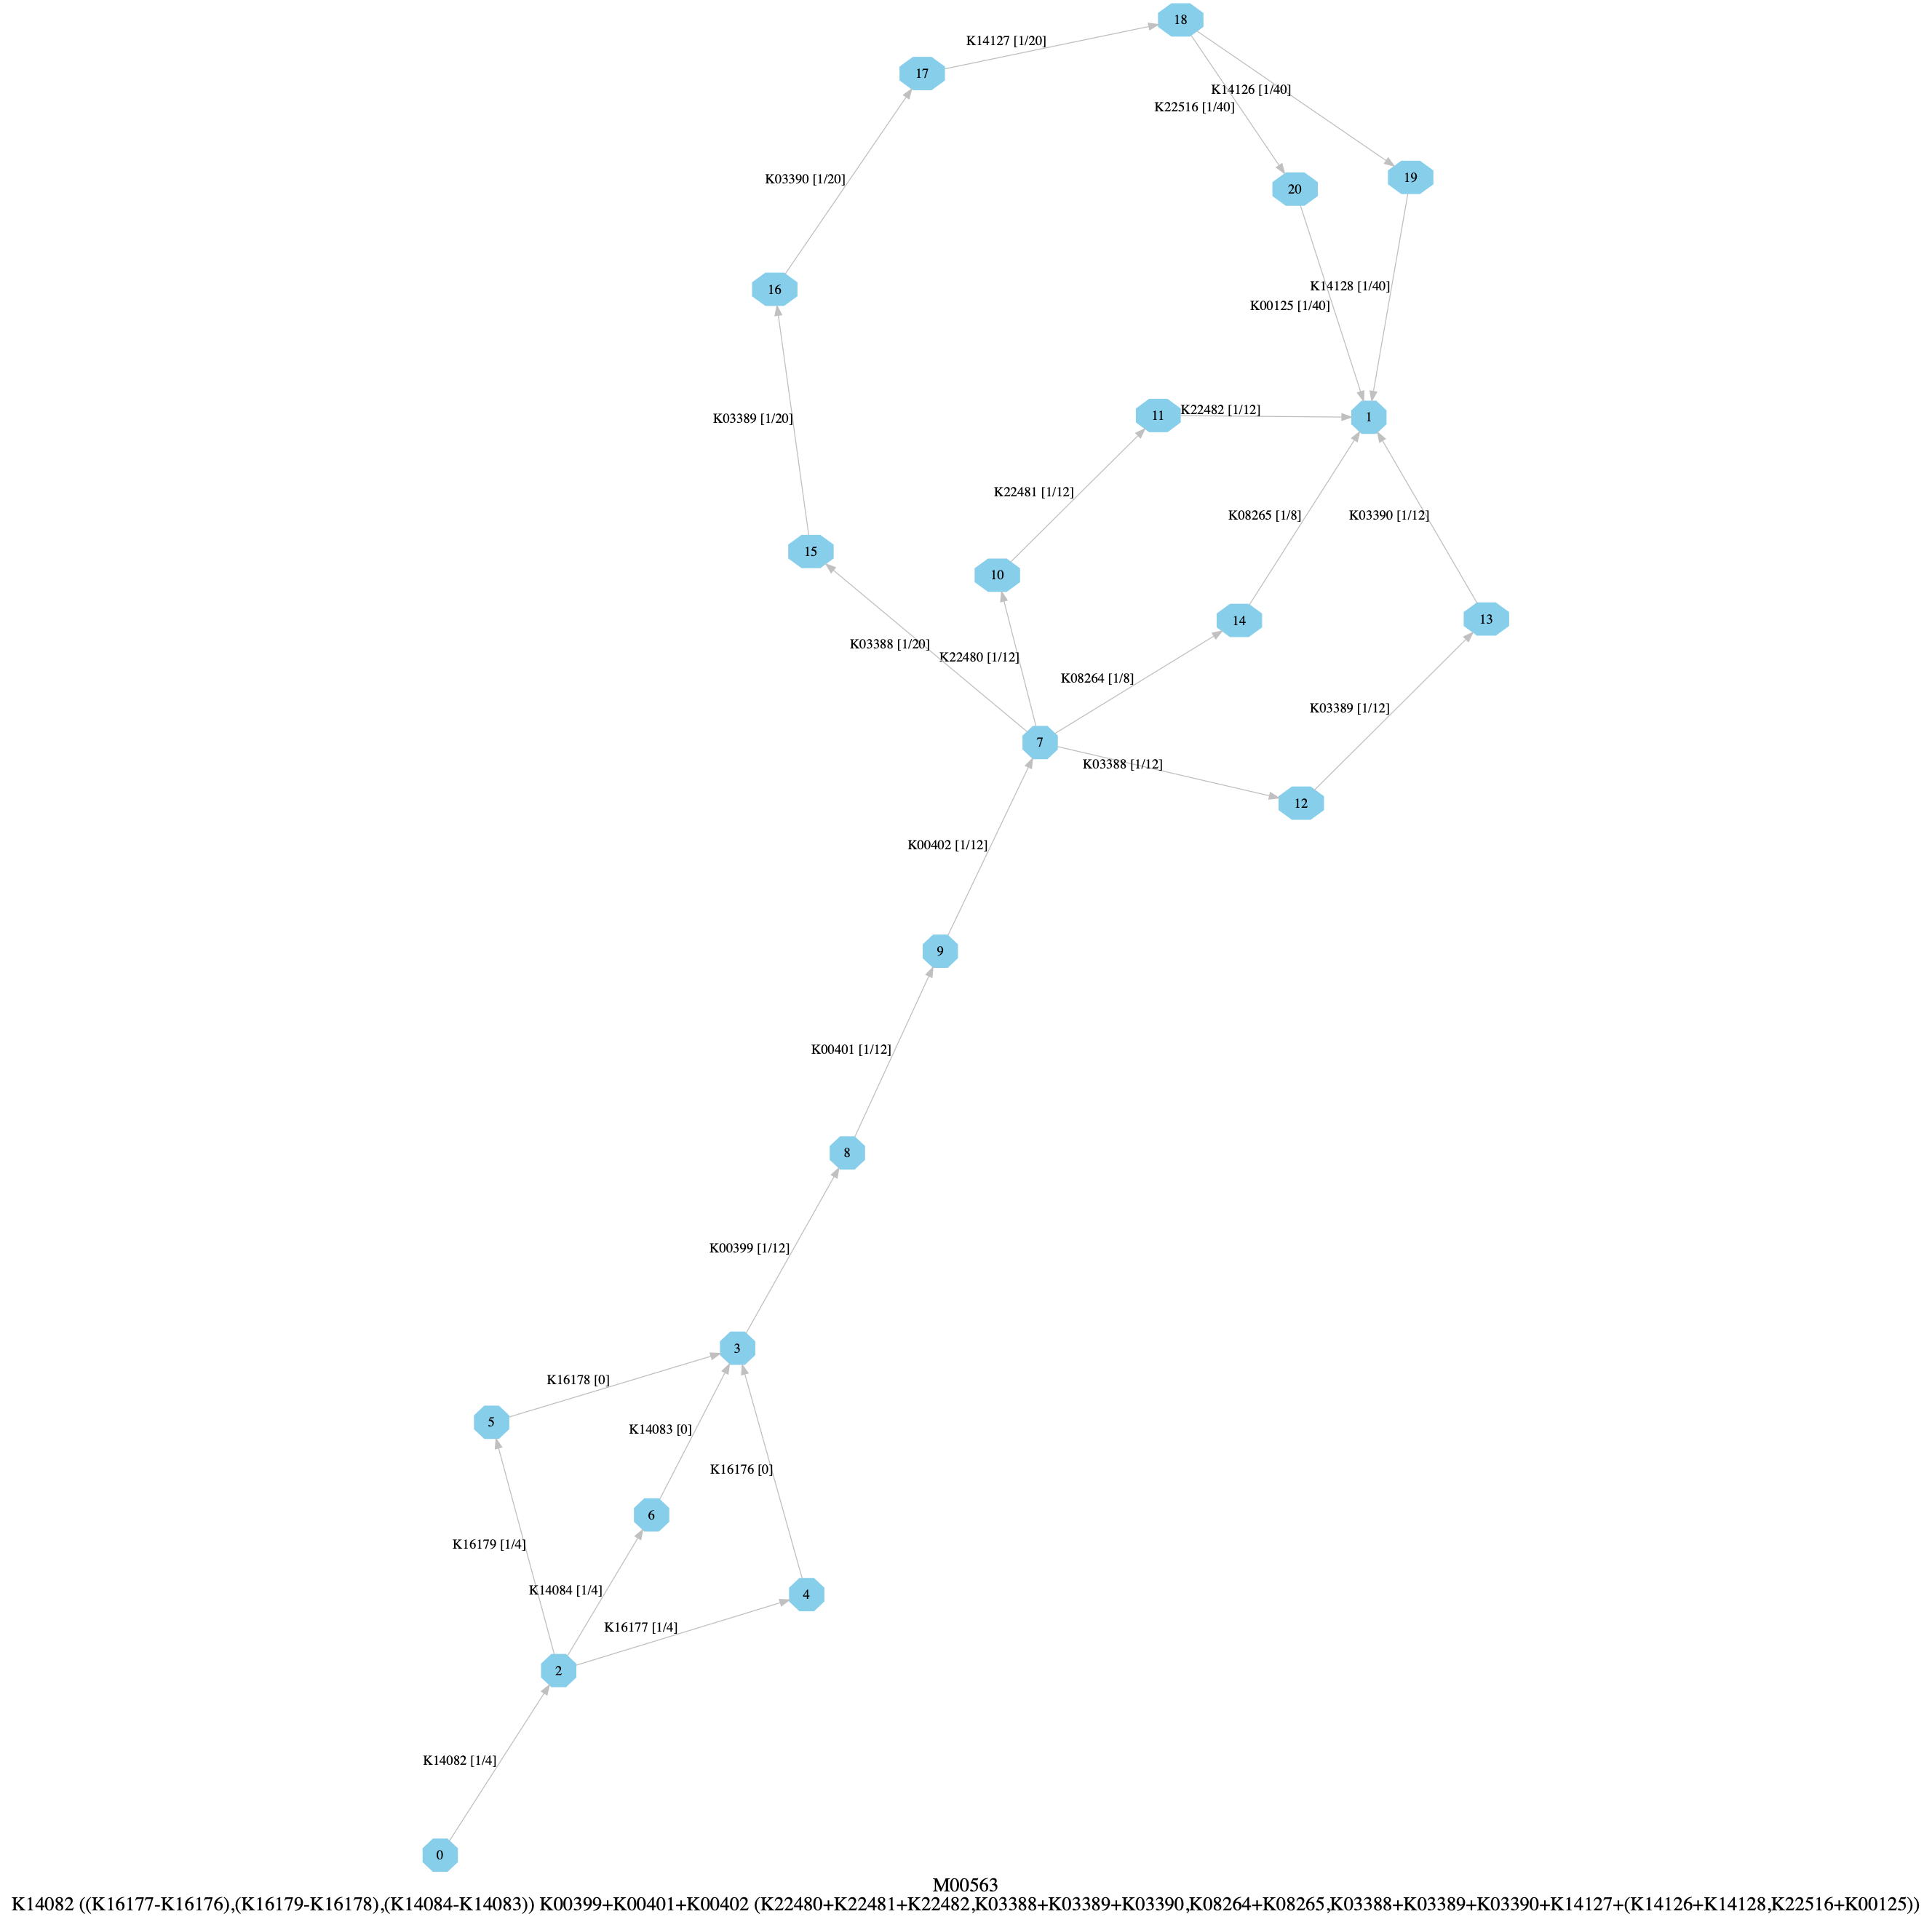 18
K14127 [1/20]
17
K14126 [1/40]
K22516 [1/40]
19
K03390 [1/20]
20
16
K14128 [1/40]
K00125 [1/40]
11
K22482 [1/12]
1
K03389 [1/20]
K22481 [1/12]
K08265 [1/8]
K03390 [1/12]
15
10
14
13
K03388 [1/20]
K22480 [1/12]
K08264 [1/8]
K03389 [1/12]
7
K03388 [1/12]
12
K00402 [1/12]
9
K00401 [1/12]
8
K00399 [1/12]
3
K16178 [0]
5
K14083 [0]
K16176 [0]
6
K16179 [1/4]
K14084 [1/4]
4
K16177 [1/4]
2
K14082 [1/4]
0
M00563
K14082 ((K16177-K16176),(K16179-K16178),(K14084-K14083)) K00399+K00401+K00402 (K22480+K22481+K22482,K03388+K03389+K03390,K08264+K08265,K03388+K03389+K03390+K14127+(K14126+K14128,K22516+K00125))